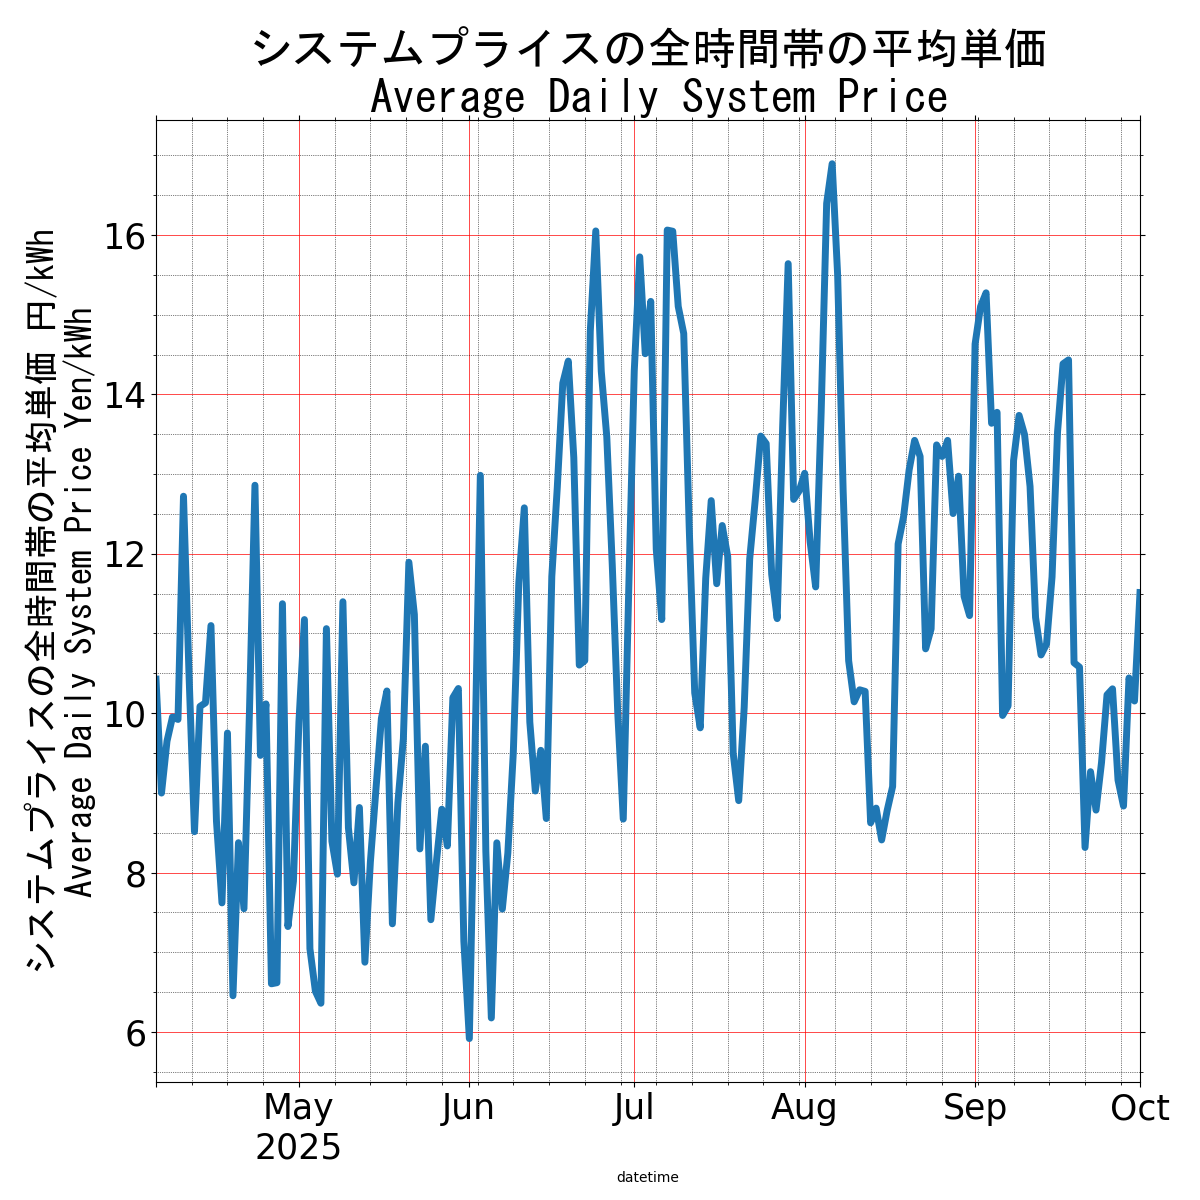 システムプライスの全時間帯の平均単価
Average Daily System Price
システムプライスの全時間帯の平均単価 円/kWh
Average Daily System Price Yen/kWh
16
14
12
10
8
6
May
2025
Jun
Jul
Aug
Sep
Oct
datetime